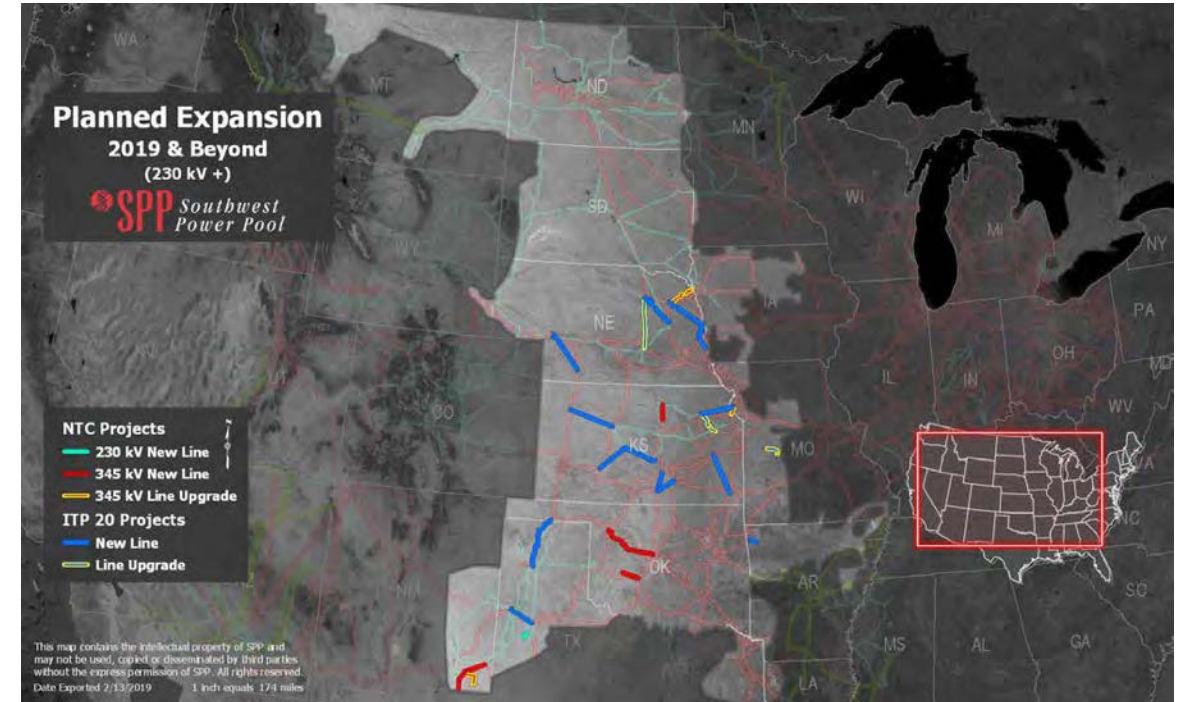 Planned Expansion
2019 & Beyond
(230 kV +)
SPP Southwest
Power Pool
NTC Projects
230 kV New Line
345 kV New Line
345 kV Line Upgrade
ITP 20 Projects
New Line
Line Upgrade
This map contains the intellectual property of SPP and
may not be used, copied or disseminated by third parties
without the express permission of SPP. All rights reserved.
Date Exported 2/13/2019 1 inch equals 174 miles
WA
MT
ND
MN
SD
WI
MI
NY
WY
IA
NE
PA
OH
IL
IN
MD
UT
CO
WV
KS
MO
VA
NC
OK
AR
NM
TX
SC
MS
AL
GA
LA